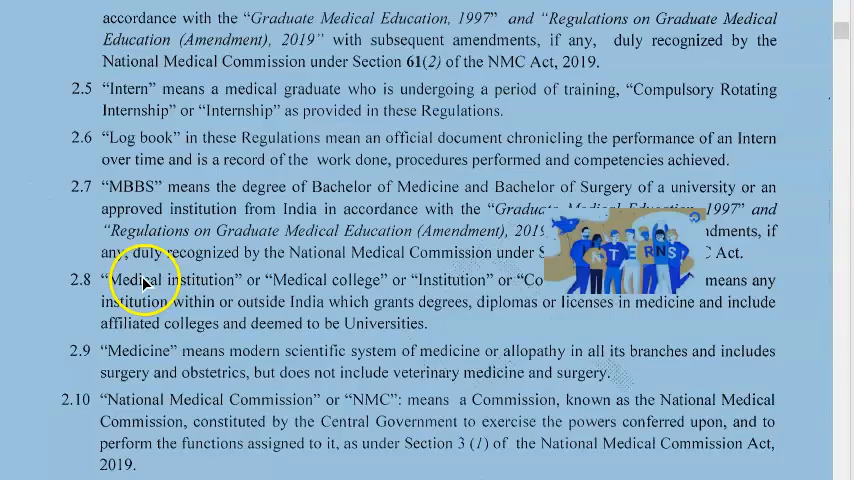 accordance with the “Graduate Medical Education, 1997” and “Regulations on Graduate Medical
Education (Amendment), 2019” with subsequent amendments, if any, duly recognized by the
National Medical Commission under Section 61(2) of the NMC Act, 2019.
2.5 “Intern” means a medical graduate who is undergoing a period of training, “Compulsory Rotating
Internship” or “Internship” as provided in these Regulations.
2.6 “Log book” in these Regulations mean an official document chronicling the performance of an Intern
over time and is a record of the work done, procedures performed and competencies achieved.
2.7 “MBBS” means the degree of Bachelor of Medicine and Bachelor of Surgery of a university or an
approved institution from India in accordance with the “Graduate Medical Education, 1997” and
“Regulations on Graduate Medical Education (Amendment), 2019 ndments, if
any, duly recognized by the National Medical Commission under S C Act.
INTERNS
2.8 “Medical institution” or “Medical college” or “Institution” or “Co means any
institution within or outside India which grants degrees, diplomas or licenses in medicine and include
affiliated colleges and deemed to be Universities.
2.9 “Medicine” means modern scientific system of medicine or allopathy in all its branches and includes
surgery and obstetrics, but does not include veterinary medicine and surgery.
2.10 “National Medical Commission” or “NMC”: means a Commission, known as the National Medical
Commission, constituted by the Central Government to exercise the powers conferred upon, and to
perform the functions assigned to it, as under Section 3 (1) of the National Medical Commission Act,
2019.